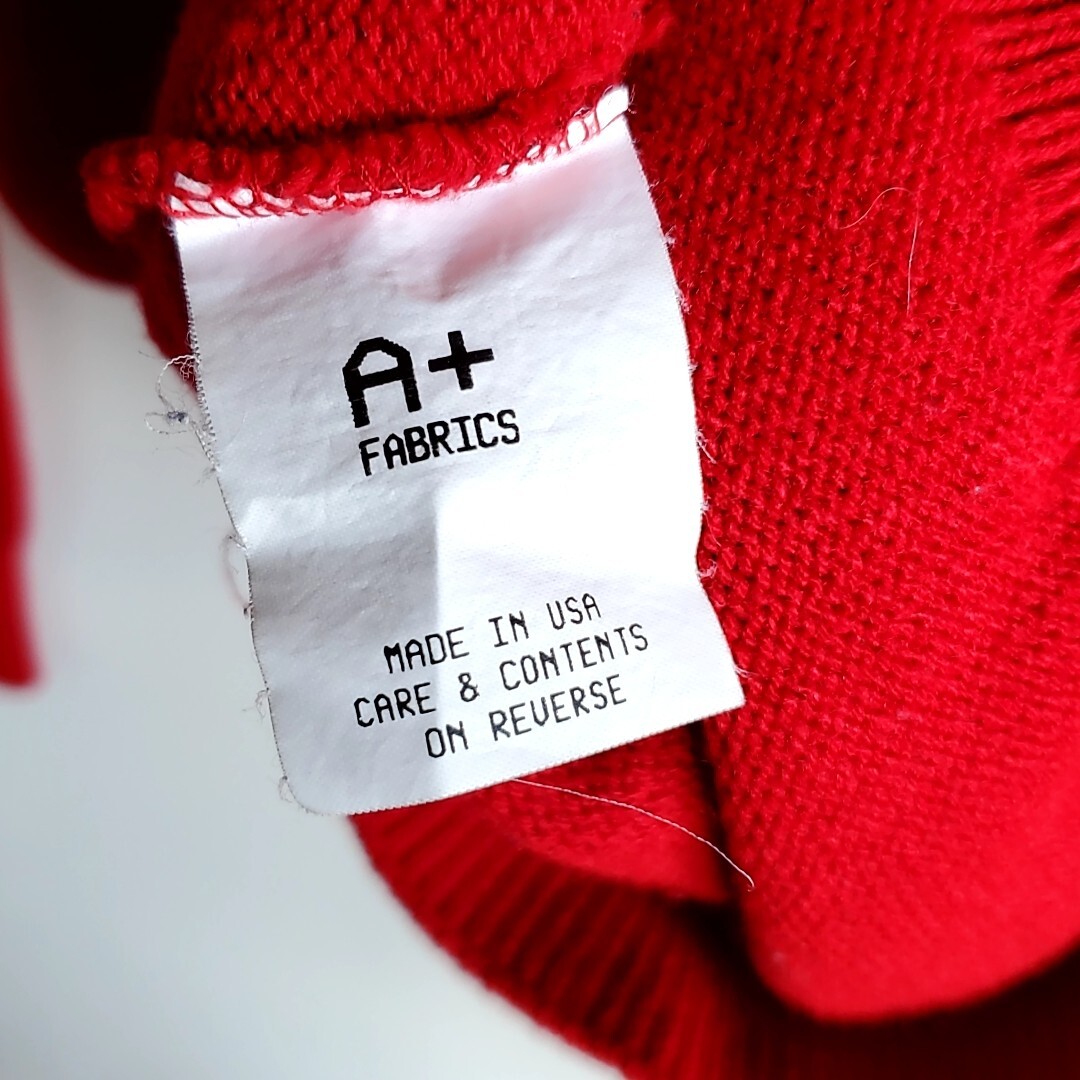 A+
FABRICS
MADE IN USA
CARE & CONTENTS
ON REVERSE